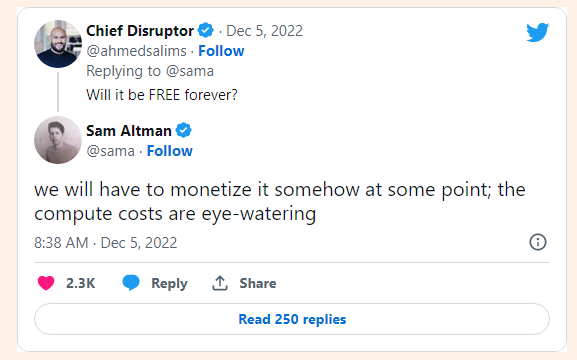 Chief Disruptor · Dec 5, 2022
@ahmedsalims · Follow
Replying to @sama
Will it be FREE forever?
Sam Altman
@sama · Follow
we will have to monetize it somehow at some point; the
compute costs are eye-watering
8:38 AM · Dec 5, 2022
2.3K Reply Share
Read 250 replies